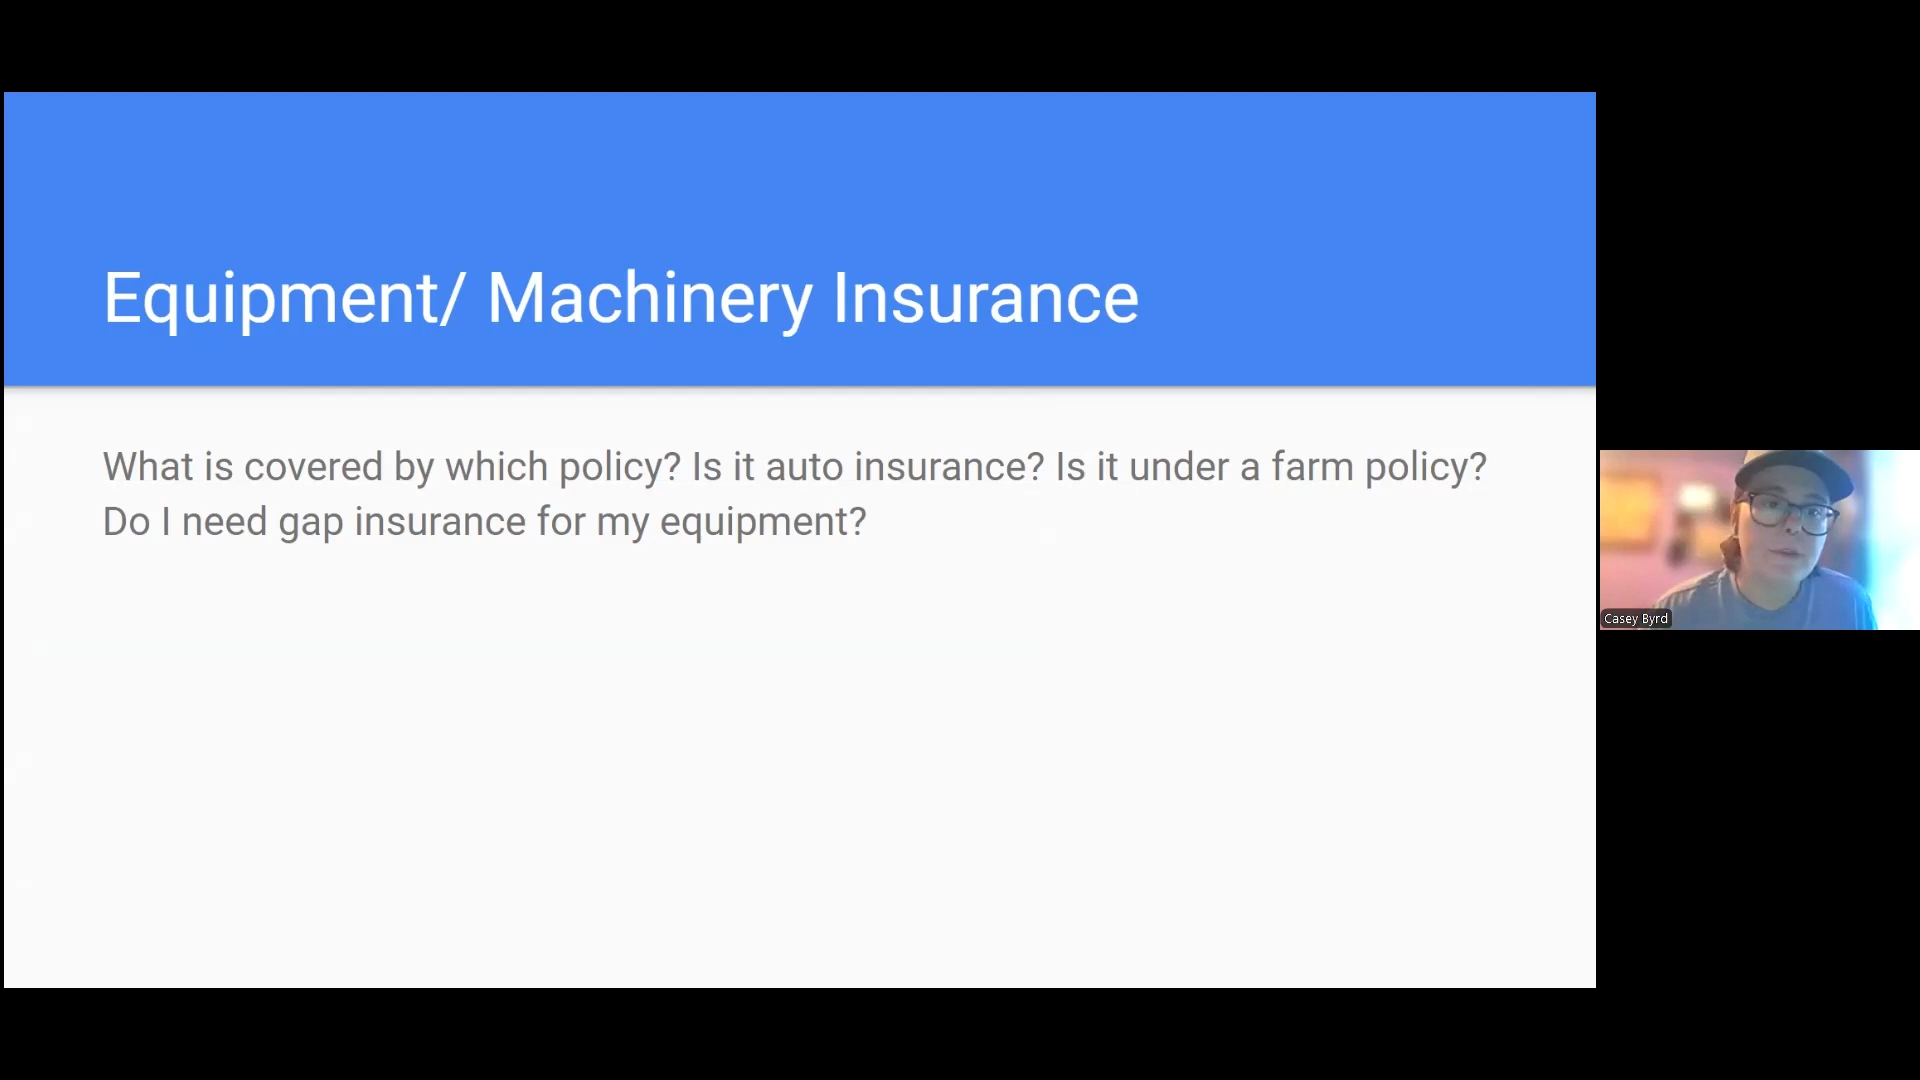 Equipment/ Machinery Insurance
What is covered by which policy? Is it auto insurance? Is it under a farm policy?
Do I need gap insurance for my equipment?
Casey Byrd